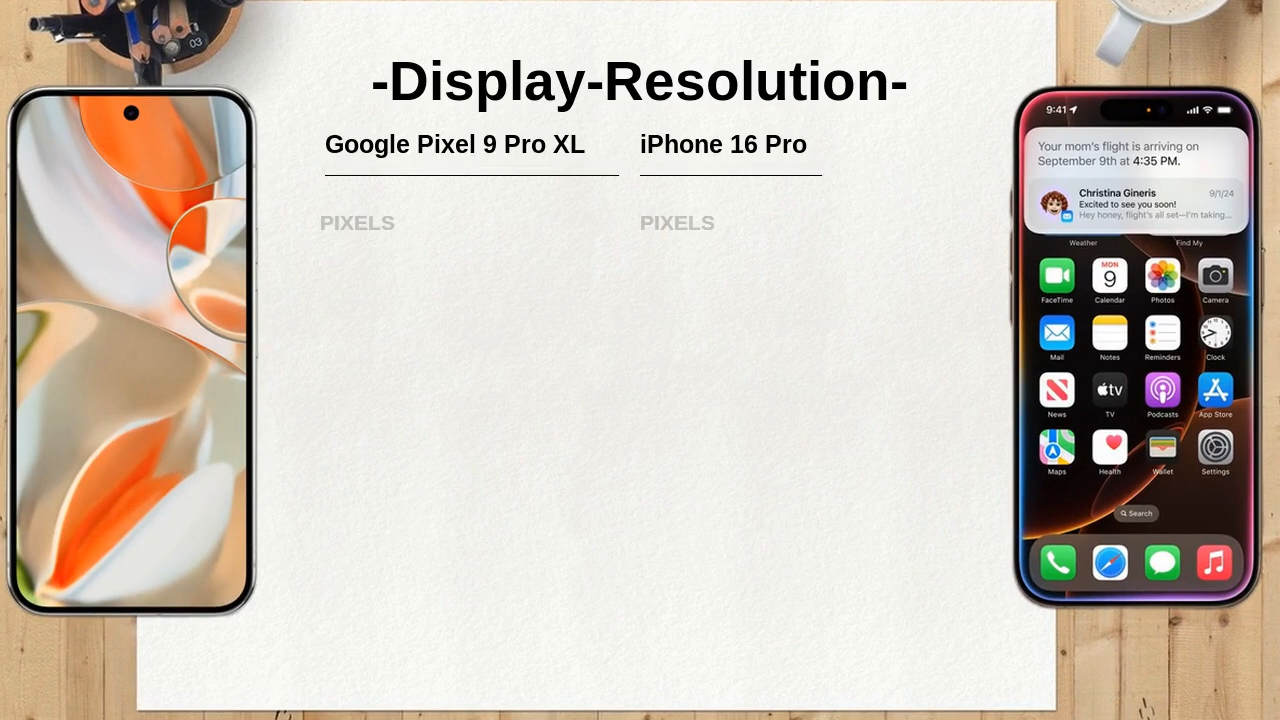 -Display-Resolution-
Google Pixel 9 Pro XL
iPhone 16 Pro
PIXELS
PIXELS
03
9:41
Your mom's flight is arriving on
September 9th at 4:35 PM.
Christina Gineris 9/1/24
Excited to see you soon!
Hey honey, flight's all set—I'm taking...
Weather Find My
MON
9
FaceTime Calendar Photos Camera
Mail Notes Reminders Clock
tv
News TV Podcasts App Store
Maps Health Wallet Settings
Search